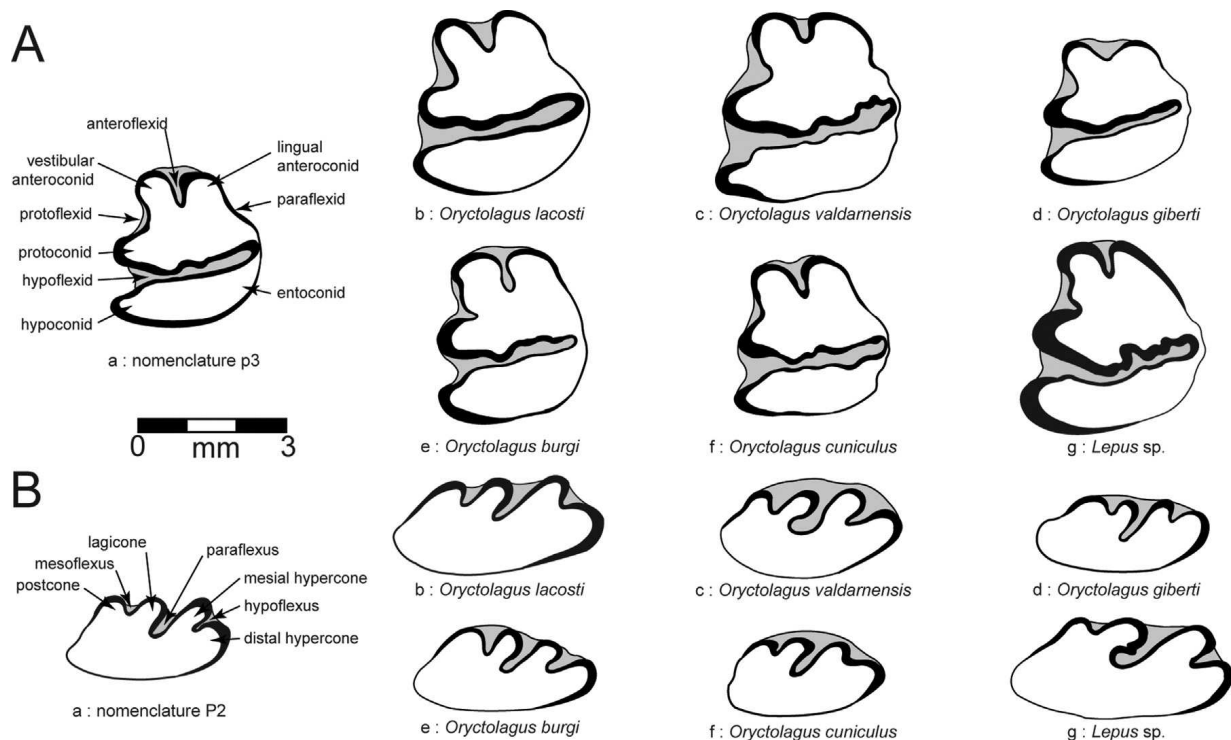 A
anteroflexid
vestibular
anteroconid
lingual
anteroconid
paraflexid
protoflexid
protoconid
hypoflexid
entoconid
hypoconid
a : nomenclature p3
b : Oryctolagus lacosti
c : Oryctolagus valdarnensis
d : Oryctolagus giberti
e : Oryctolagus burgi
f : Oryctolagus cuniculus
g : Lepus sp.
0 mm 3
B
lagicone
paraflexus
mesoflexus
mesial hypercone
postcone
hypoflexus
distal hypercone
a : nomenclature P2
b : Oryctolagus lacosti
c : Oryctolagus valdarnensis
d : Oryctolagus giberti
e : Oryctolagus burgi
f : Oryctolagus cuniculus
g : Lepus sp.